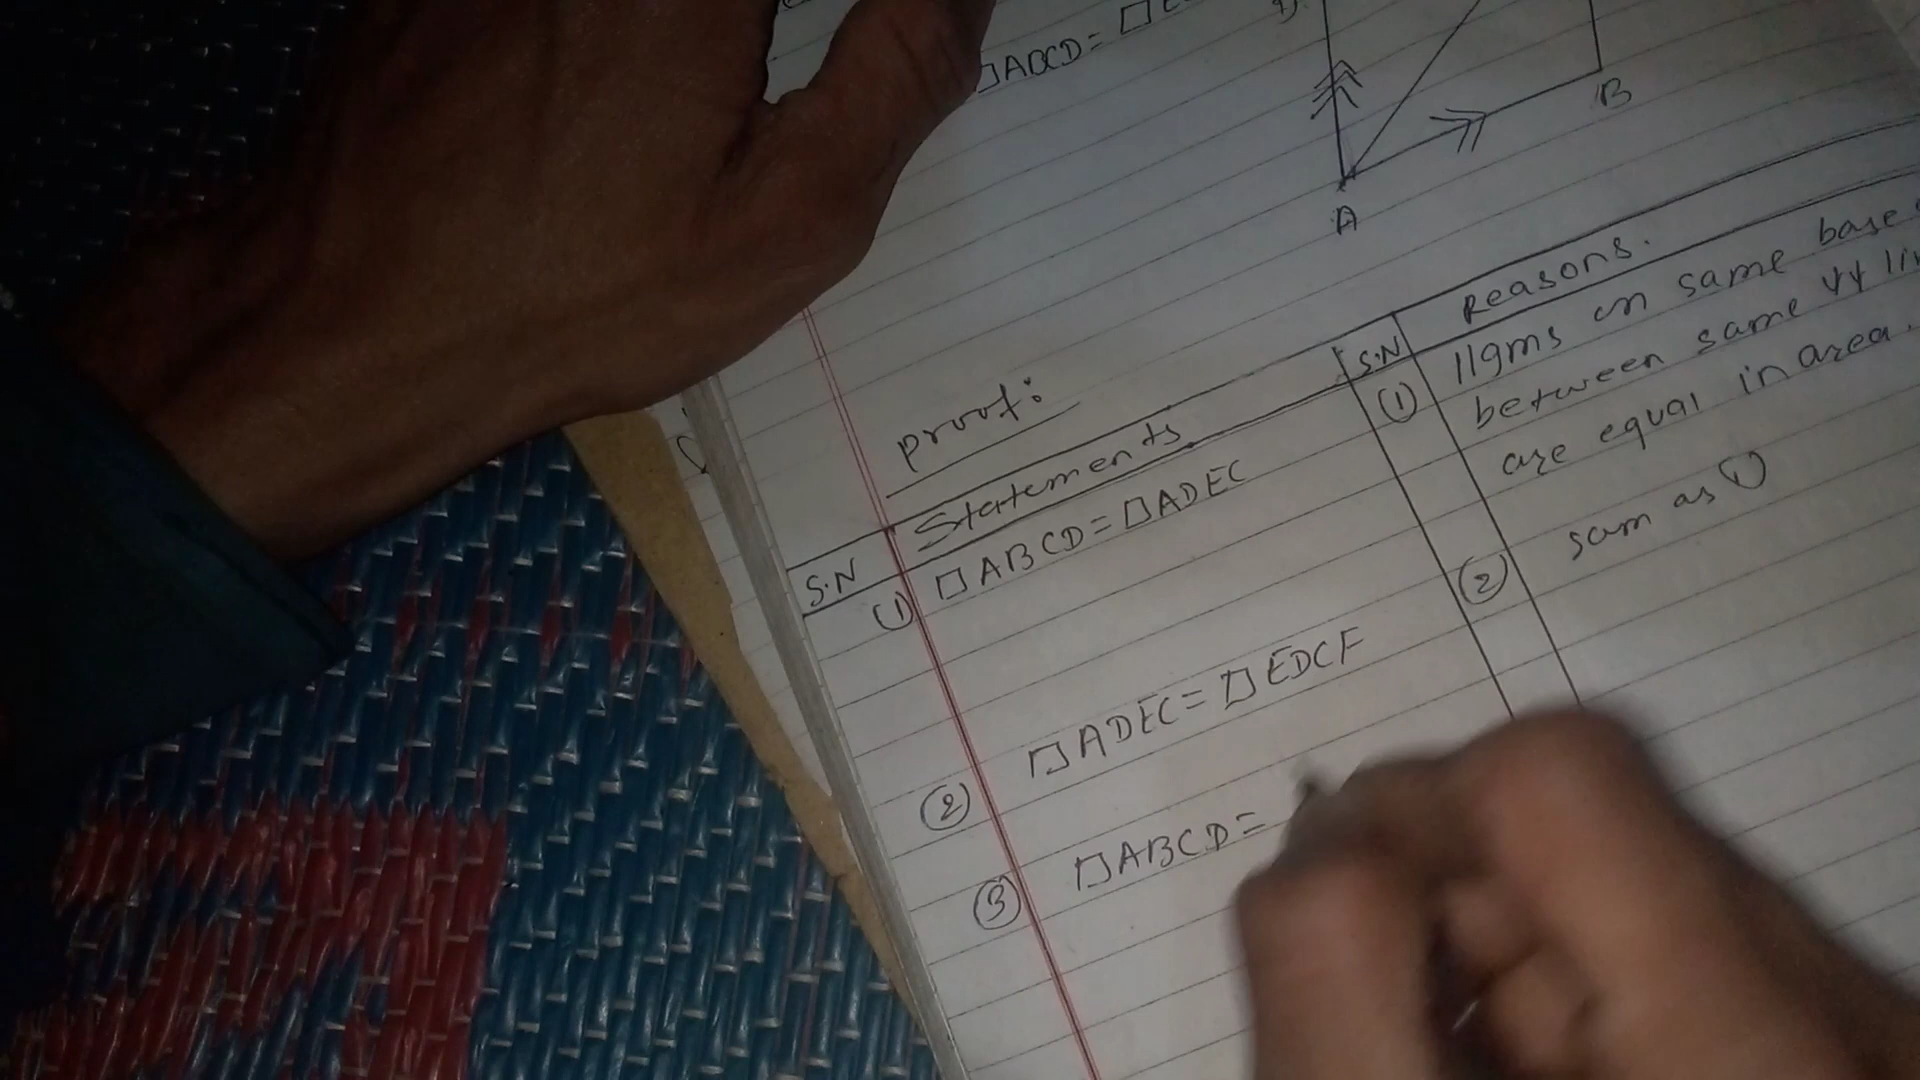 ▱ABCD = ▱
B
A
proof:
S.N Statements S.N Reasons.
(1) ▱ABCD = ▱ADEC (1) llgms on same base
between same
are equal in area.
(2) ▱ADEC = ▱EDCF (2) sam as (1)
(3) ▱ABCD =